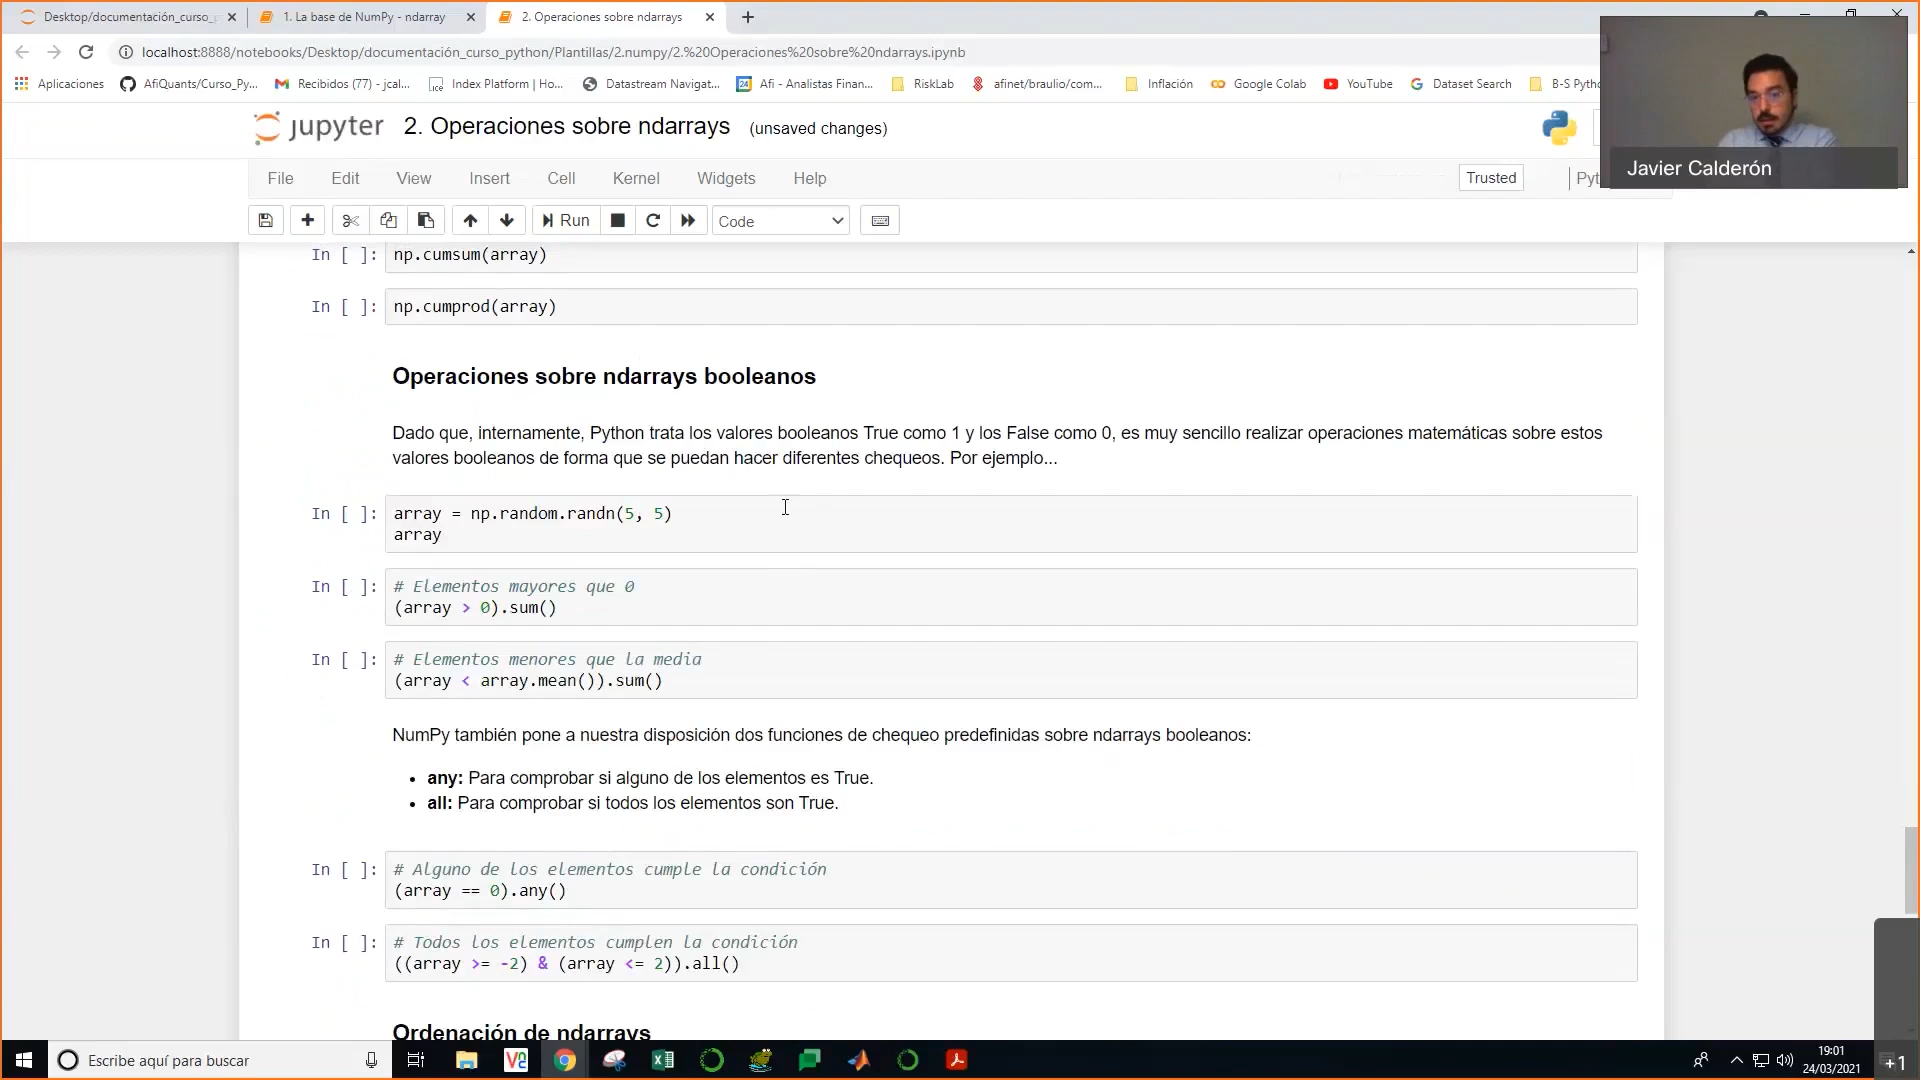 Desktop/documentación_curso_
1. La base de NumPy - ndarray
2. Operaciones sobre ndarrays
localhost:8888/notebooks/Desktop/documentación_curso_python/Plantillas/2.numpy/2.%20Operaciones%20sobre%20ndarrays.ipynb
Aplicaciones
AfiQuants/Curso_Py...
Recibidos (77) - jcal...
Index Platform | Ho...
Datastream Navigat...
Afi - Analistas Finan...
RiskLab
afinet/braulio/com...
Inflación
Google Colab
YouTube
Dataset Search
B-S Pytho
jupyter
2. Operaciones sobre ndarrays
(unsaved changes)
Javier Calderón
File
Edit
View
Insert
Cell
Kernel
Widgets
Help
Trusted
Pyt
Run
Code
In [ ]: np.cumsum(array)
In [ ]: np.cumprod(array)
Operaciones sobre ndarrays booleanos
Dado que, internamente, Python trata los valores booleanos True como 1 y los False como 0, es muy sencillo realizar operaciones matemáticas sobre estos
valores booleanos de forma que se puedan hacer diferentes chequeos. Por ejemplo...
In [ ]: array = np.random.randn(5, 5)
array
In [ ]: # Elementos mayores que 0
(array > 0).sum()
In [ ]: # Elementos menores que la media
(array < array.mean()).sum()
NumPy también pone a nuestra disposición dos funciones de chequeo predefinidas sobre ndarrays booleanos:
• any: Para comprobar si alguno de los elementos es True.
• all: Para comprobar si todos los elementos son True.
In [ ]: # Alguno de los elementos cumple la condición
(array == 0).any()
In [ ]: # Todos los elementos cumplen la condición
((array >= -2) & (array <= 2)).all()
Ordenación de ndarrays
Escribe aquí para buscar
19:01
24/03/2021
+1